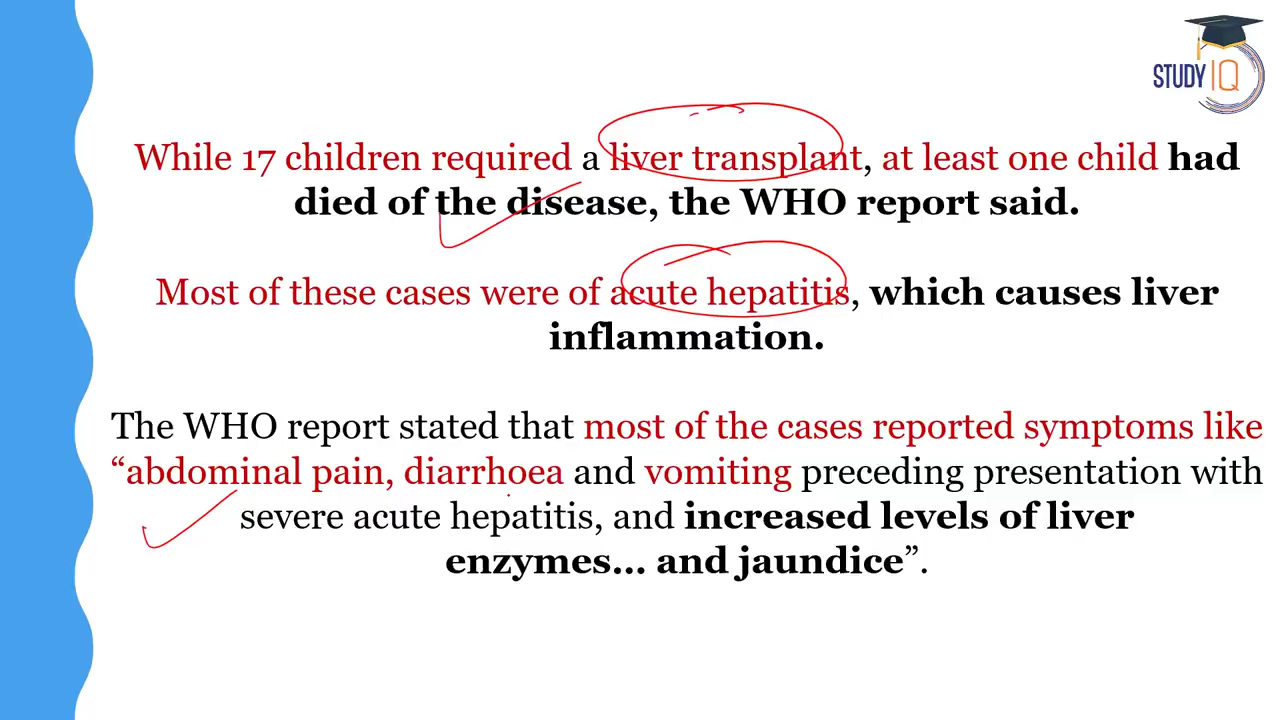 STUDY IQ
While 17 children required a liver transplant, at least one child had
died of the disease, the WHO report said.
Most of these cases were of acute hepatitis, which causes liver
inflammation.
The WHO report stated that most of the cases reported symptoms like
“abdominal pain, diarrhoea and vomiting preceding presentation with
severe acute hepatitis, and increased levels of liver
enzymes... and jaundice”.